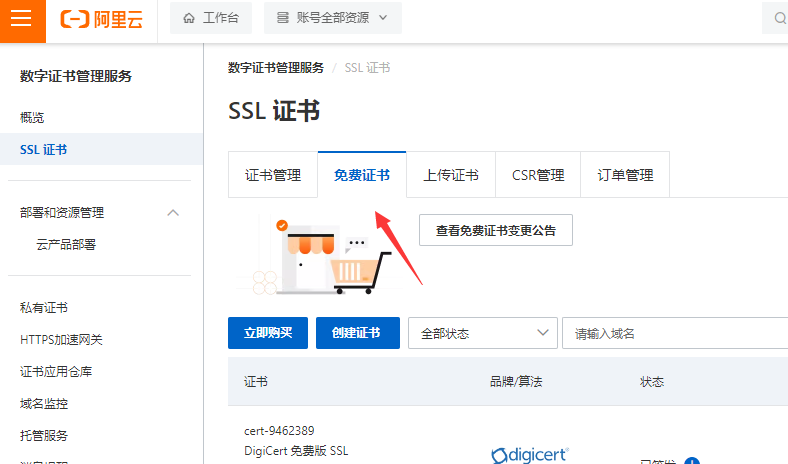 阿里云 工作台 账号全部资源
数字证书管理服务
概览
SSL 证书
部署和资源管理
云产品部署
私有证书
HTTPS加速网关
证书应用仓库
域名监控
托管服务
数字证书管理服务 / SSL 证书
SSL 证书
证书管理 免费证书 上传证书 CSR管理 订单管理
查看免费证书变更公告
立即购买 创建证书 全部状态 请输入域名
证书 品牌/算法 状态
cert-9462389
DigiCert 免费版 SSL
digicert
已签发